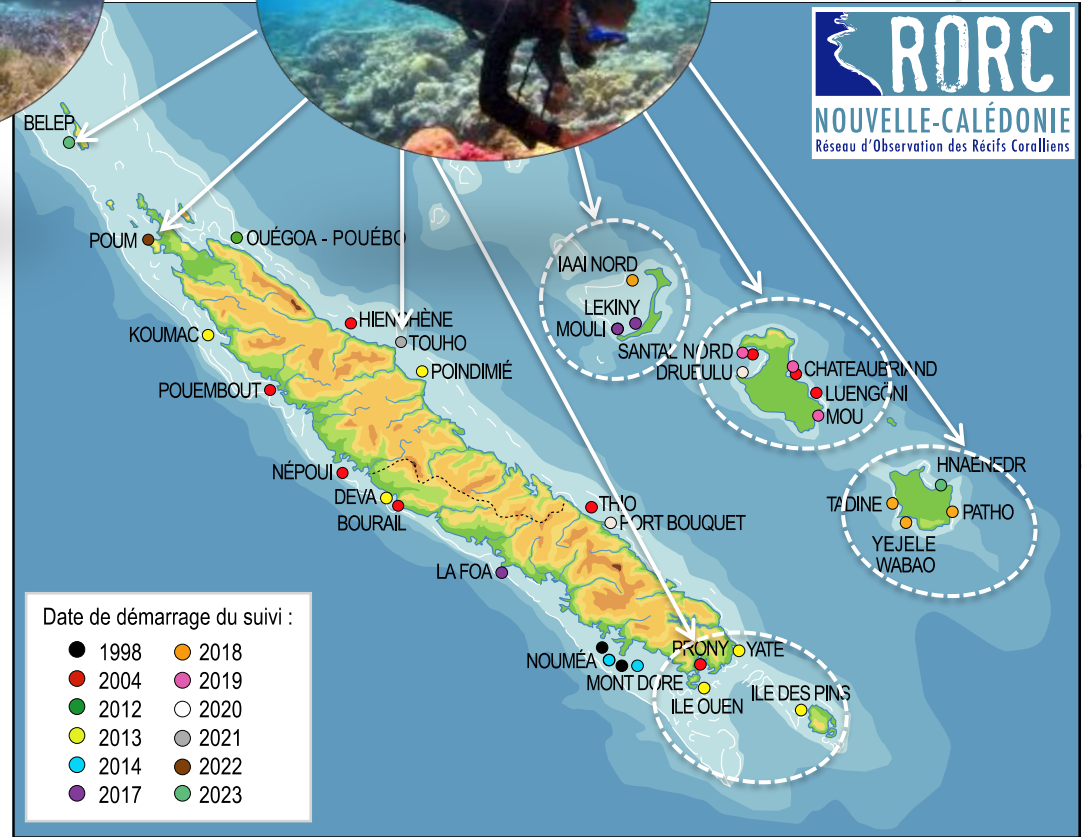 RORC
NOUVELLE-CALÉDONIE
Réseau d'Observation des Récifs Coralliens
BELEP
POUM
OUÉGOA - POUÉBO
IAAI NORD
LEKINY
MOULI
HIENGHÈNE
TOUHO
KOUMAC
SANTAL NORD
DRUEULU
CHATEAUBRIAND
POINDIMIÉ
POUEMBOUT
LUENGÖNI
MOU
NÉPOUI
HNAENEDR
DEVA
BOURAIL
THIO
PORT BOUQUET
TADINE
PATHO
YEJELE
WABAO
LA FOA
Date de démarrage du suivi :
1998
2004
2012
2013
2014
2017
2018
2019
2020
2021
2022
2023
NOUMÉA
MONT DORE
PRONY
YATE
ILE OUEN
ILE DES PINS